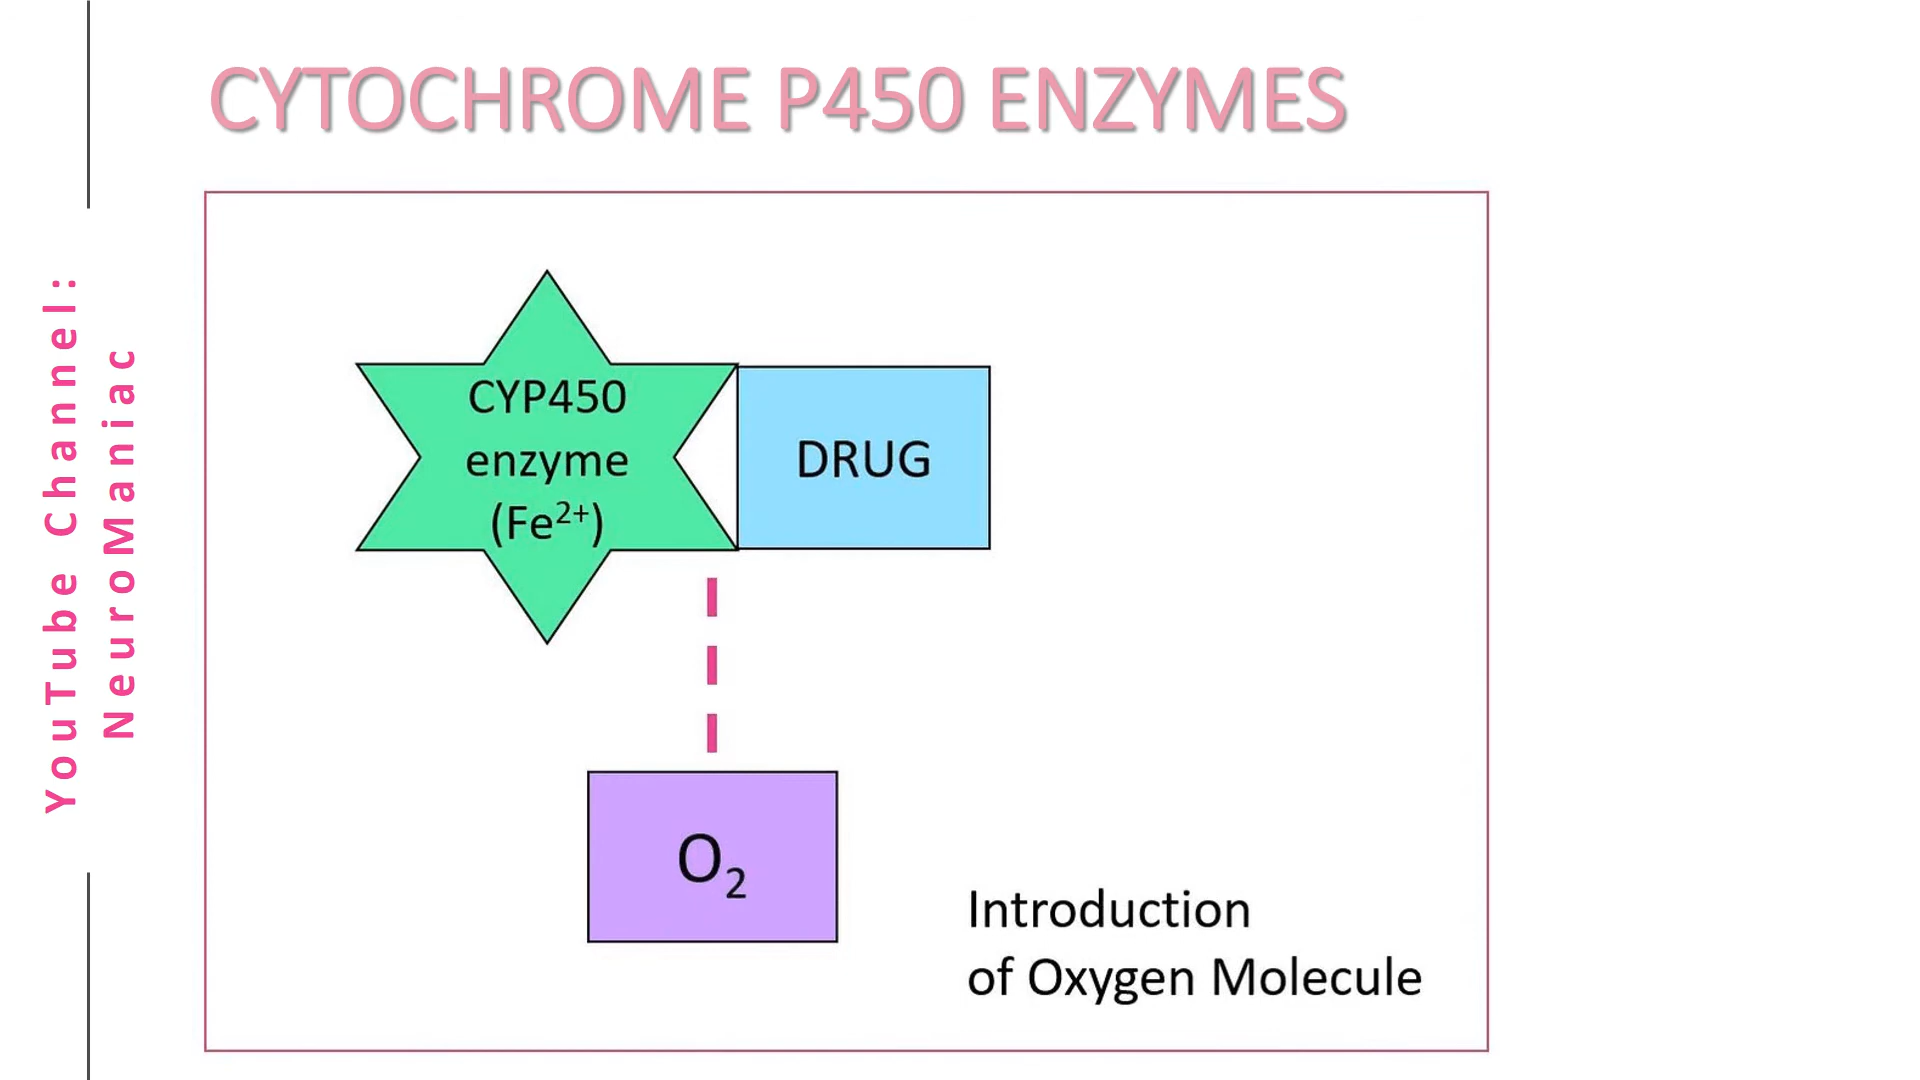 CYTOCHROME P450 ENZYMES
YouTube Channel:
NeuroManiac
CYP450
enzyme
(Fe²⁺)
DRUG
O₂
Introduction
of Oxygen Molecule